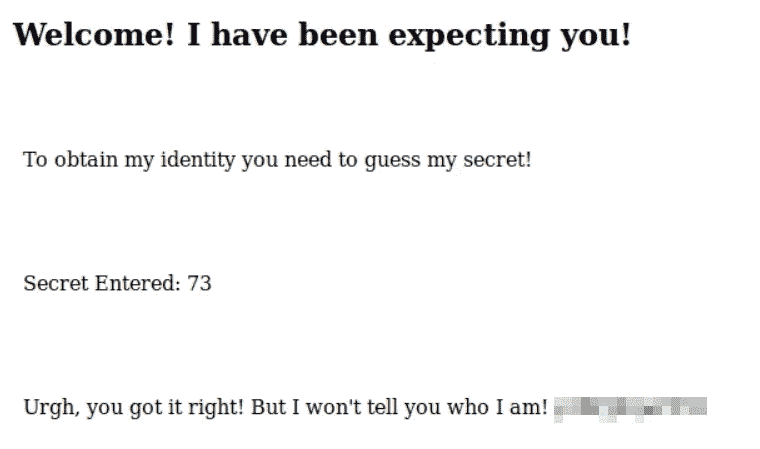 Welcome! I have been expecting you!
To obtain my identity you need to guess my secret!
Secret Entered: 73
Urgh, you got it right! But I won't tell you who I am!